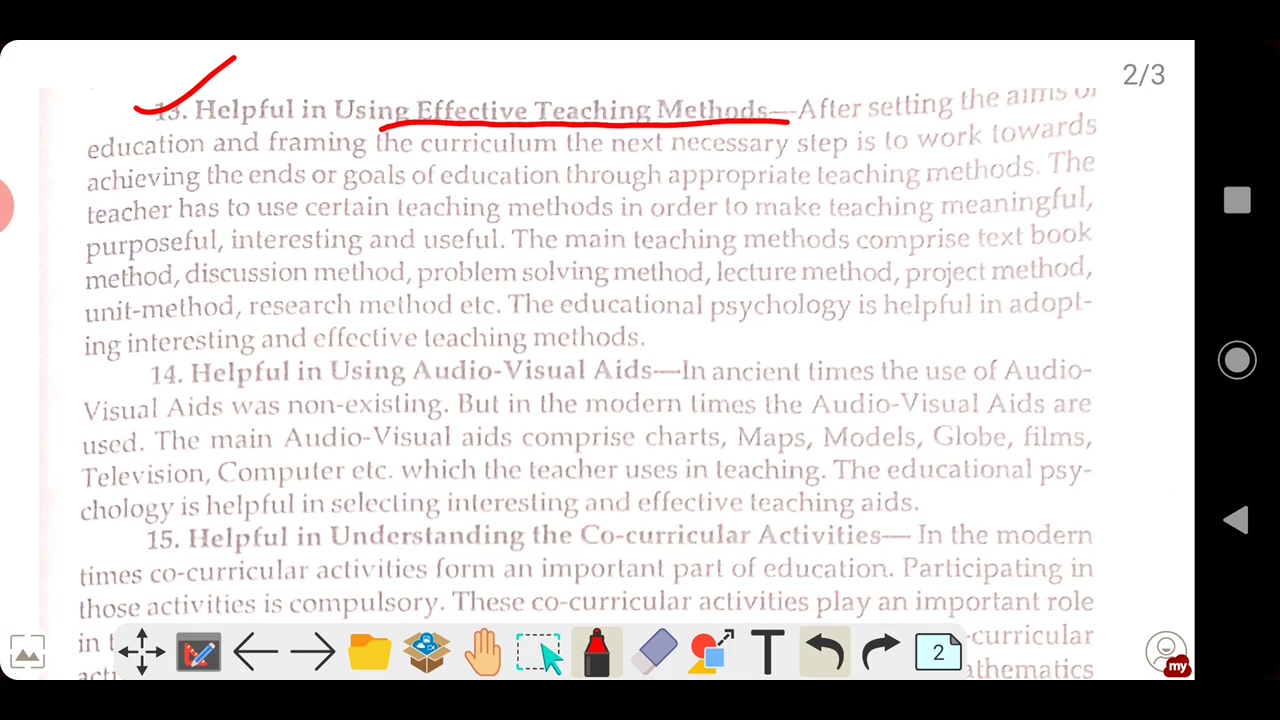 2/3
13. Helpful in Using Effective Teaching Methods—After setting the aims of
education and framing the curriculum the next necessary step is to work towards
achieving the ends or goals of education through appropriate teaching methods. The
teacher has to use certain teaching methods in order to make teaching meaningful,
purposeful, interesting and useful. The main teaching methods comprise text book
method, discussion method, problem solving method, lecture method, project method,
unit-method, research method etc. The educational psychology is helpful in adopt-
ing interesting and effective teaching methods.
14. Helpful in Using Audio-Visual Aids—In ancient times the use of Audio-
Visual Aids was non-existing. But in the modern times the Audio-Visual Aids are
used. The main Audio-Visual aids comprise charts, Maps, Models, Globe, films,
Television, Computer etc. which the teacher uses in teaching. The educational psy-
chology is helpful in selecting interesting and effective teaching aids.
15. Helpful in Understanding the Co-curricular Activities— In the modern
times co-curricular activities form an important part of education. Participating in
those activities is compulsory. These co-curricular activities play an important role
in -curricular
T 2
my